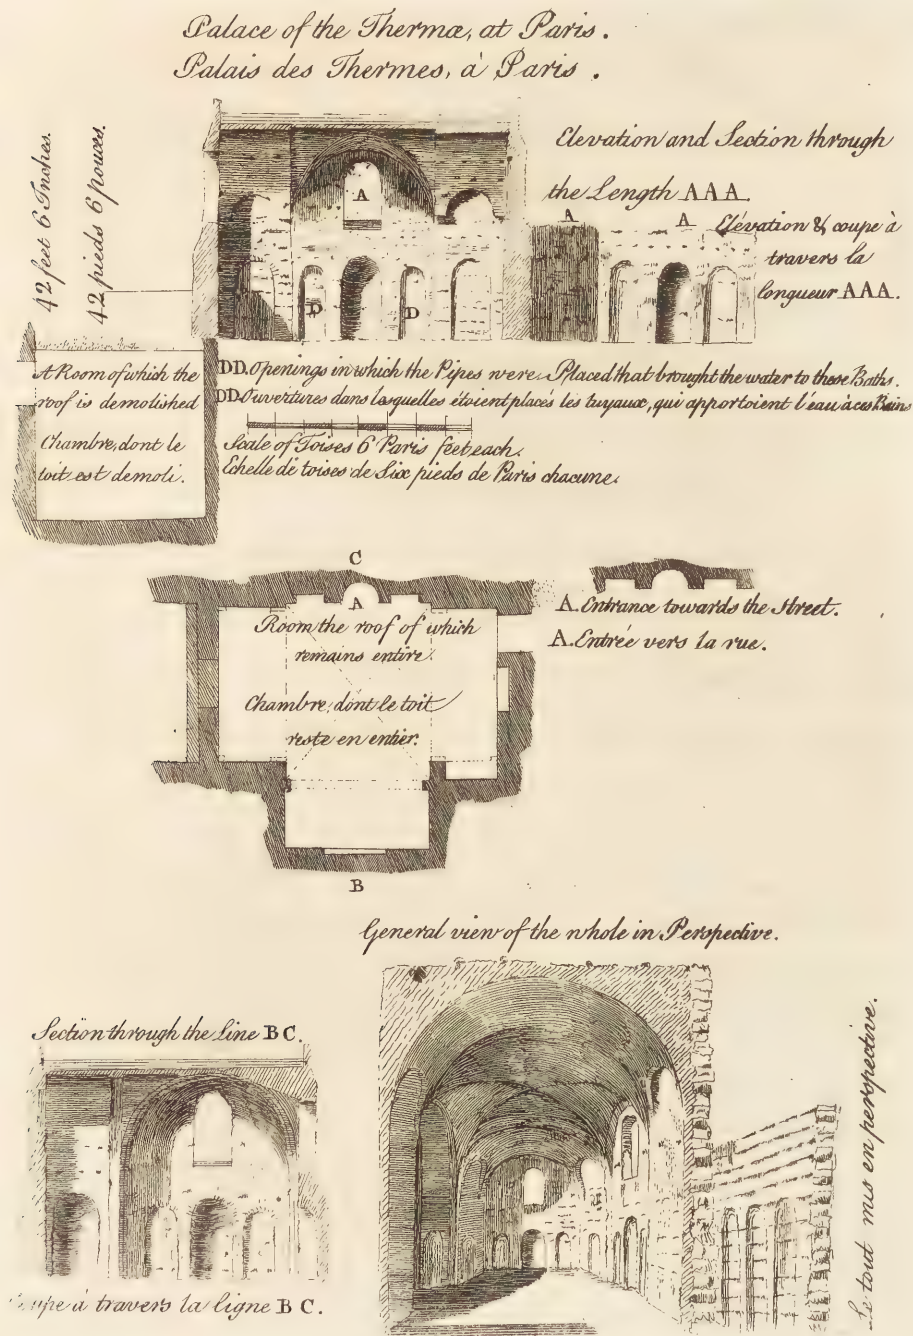 Palace of the Thermæ, at Paris.
Palais des Thermes, à Paris.
42 feet 6 Inches.
42 pieds 6 pouces.
Elevation and Section through
the Length AAA.
Elévation & coupe à
travers la
longueur AAA.
A
A
A
D
D
A Room of which the
roof is demolished
Chambre, dont le
toit est demoli.
DD. Openings in which the Pipes were Placed that brought the water to these Baths.
DD. Ouvertures dans lesquelles étoient placés les tuyaux, qui apportoient l'eau à ces Bains
Scale of Toises 6 Paris feet each.
Echelle de toises de Six pieds de Paris chacune.
C
A
Room the roof of which
remains entire.
Chambre, dont le toit
reste en entier.
B
A. Entrance towards the Street.
A. Entrée vers la rue.
General view of the whole in Perspective.
Le tout mis en perspective.
Section through the Line BC.
à travers la ligne BC.